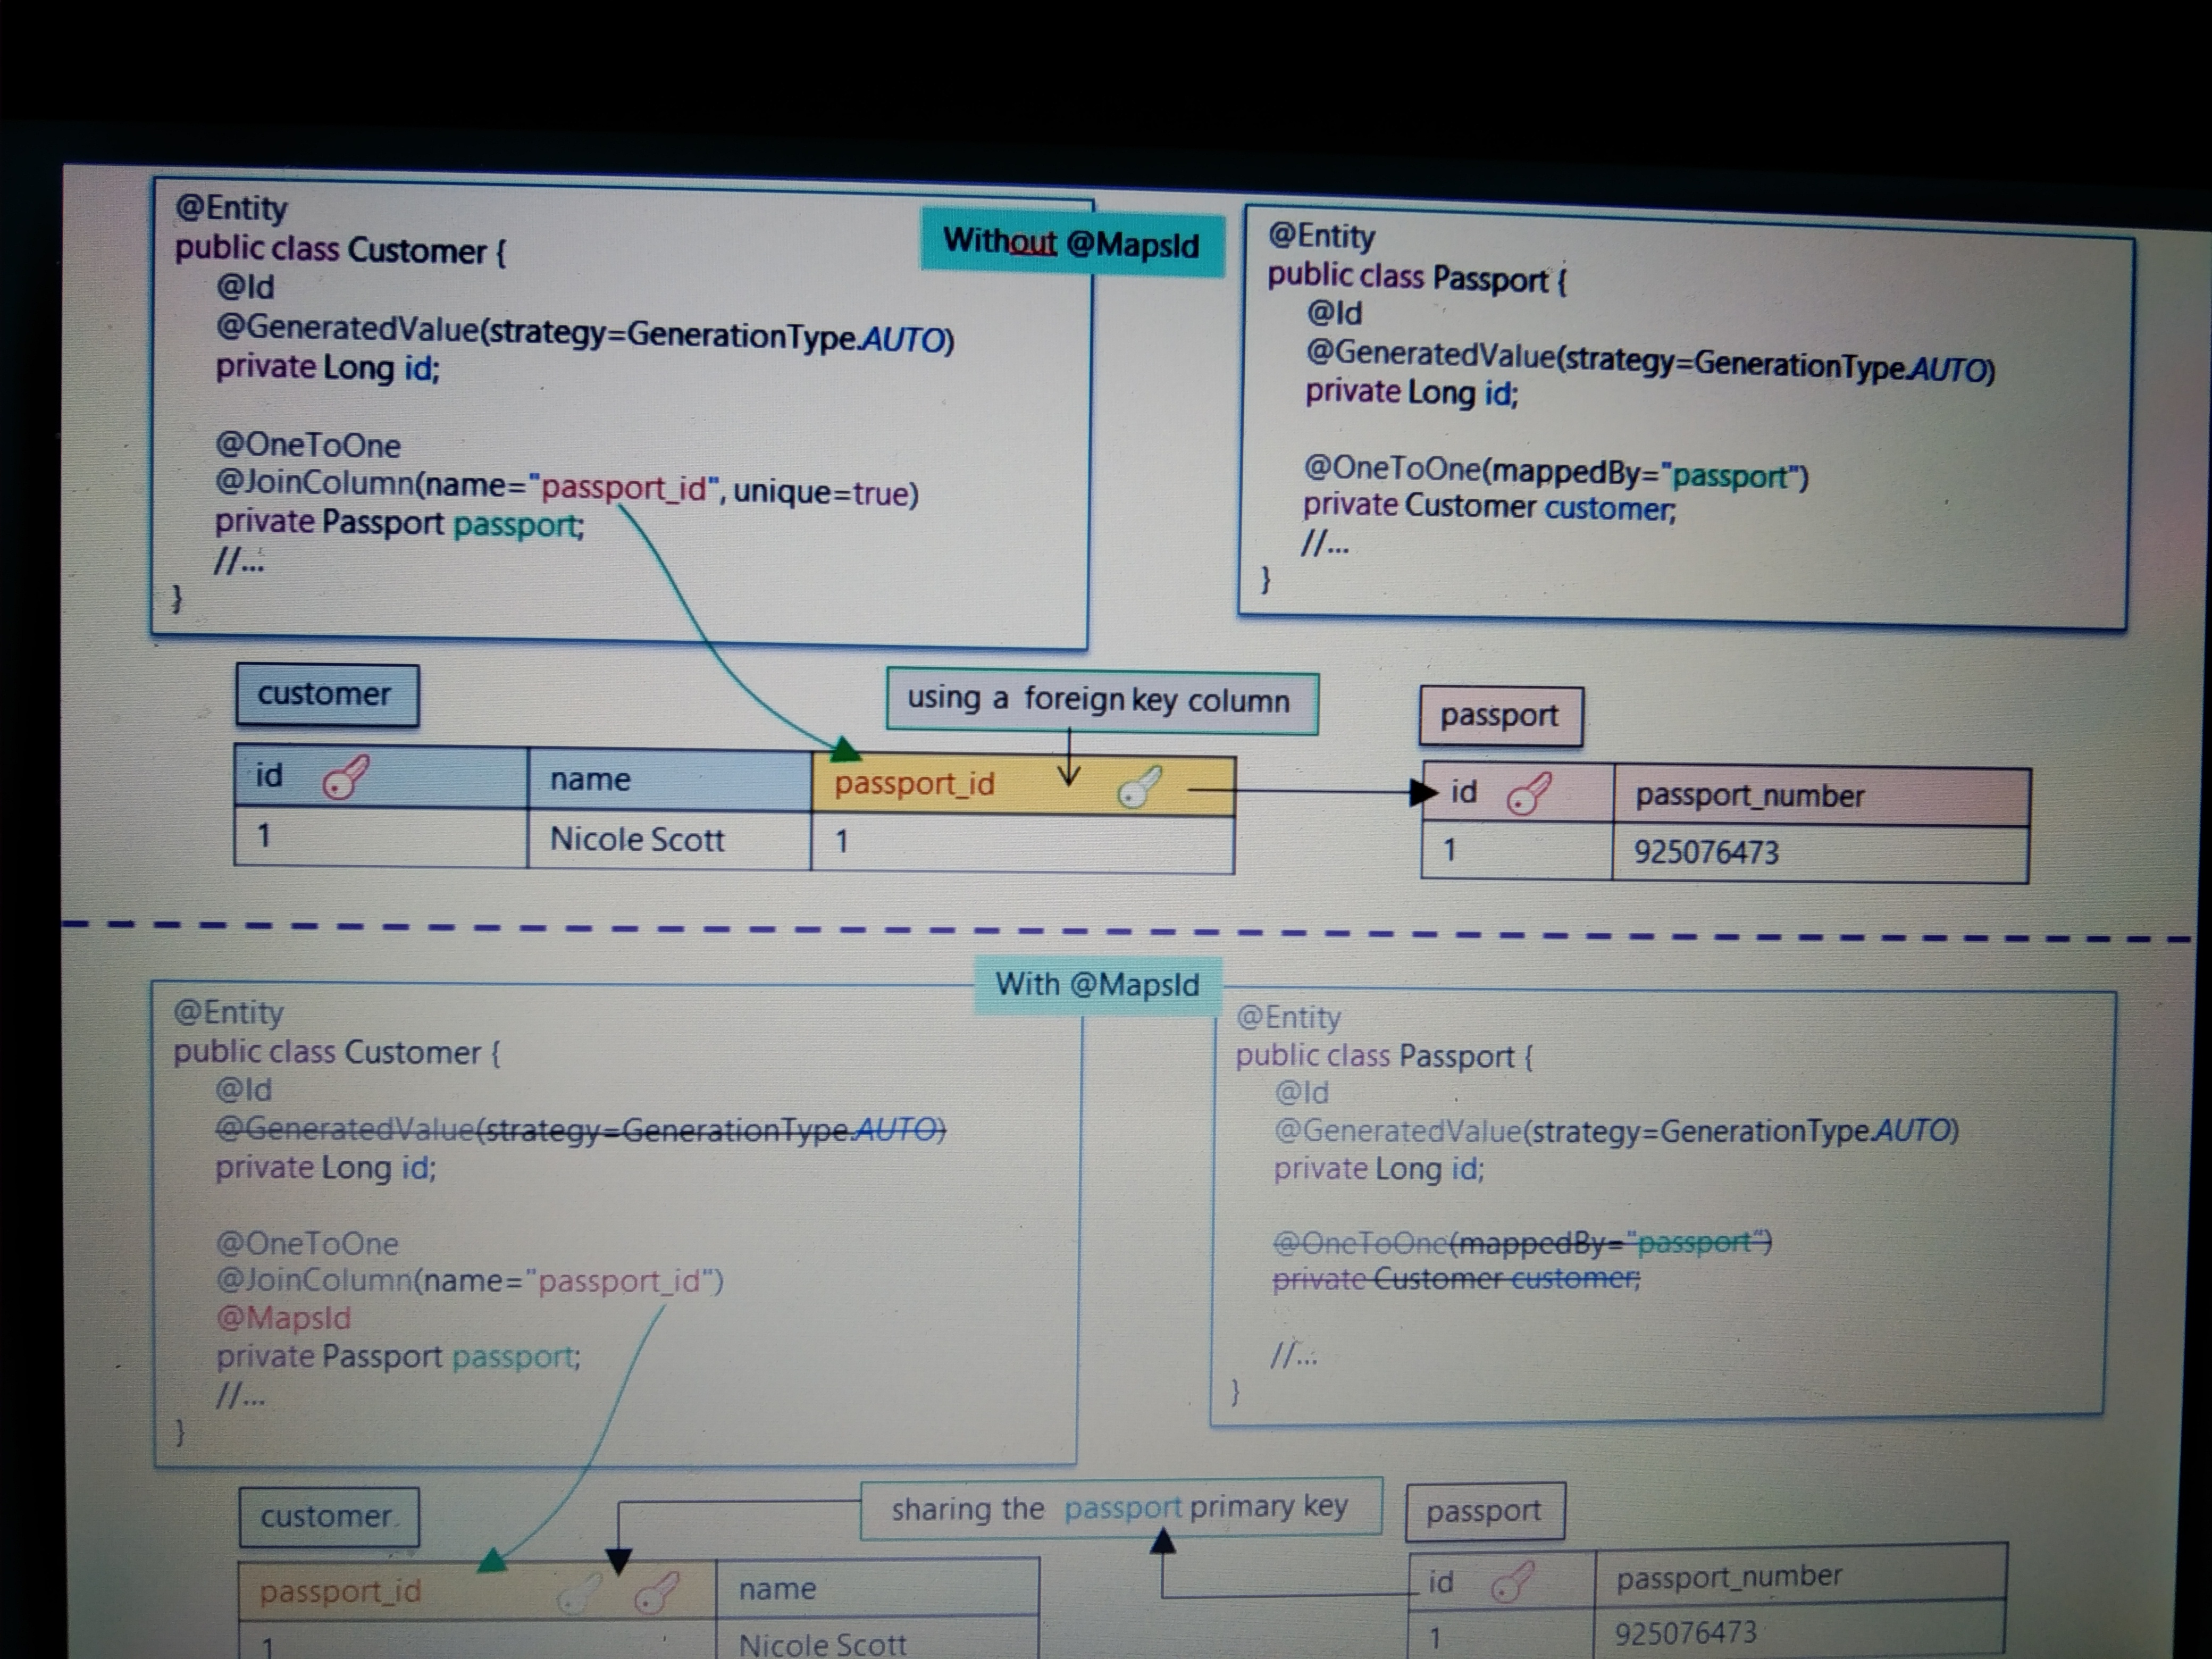 @Entity
public class Customer {
@Id
@GeneratedValue(strategy=GenerationType.AUTO)
private Long id;
@OneToOne
@JoinColumn(name="passport_id", unique=true)
private Passport passport;
//...
}
Without @MapsId
@Entity
public class Passport {
@Id
@GeneratedValue(strategy=GenerationType.AUTO)
private Long id;
@OneToOne(mappedBy="passport")
private Customer customer;
//...
}
customer
using a foreign key column
passport
id name passport_id
1 Nicole Scott 1
id passport_number
1 925076473
With @MapsId
@Entity
public class Customer {
@Id
@GeneratedValue(strategy=GenerationType.AUTO)
private Long id;
@OneToOne
@JoinColumn(name="passport_id")
@MapsId
private Passport passport;
//...
}
@Entity
public class Passport {
@Id
@GeneratedValue(strategy=GenerationType.AUTO)
private Long id;
@OneToOne(mappedBy="passport")
private Customer customer;
//...
}
customer
sharing the passport primary key
passport
passport_id name
1 Nicole Scott
id passport_number
1 925076473